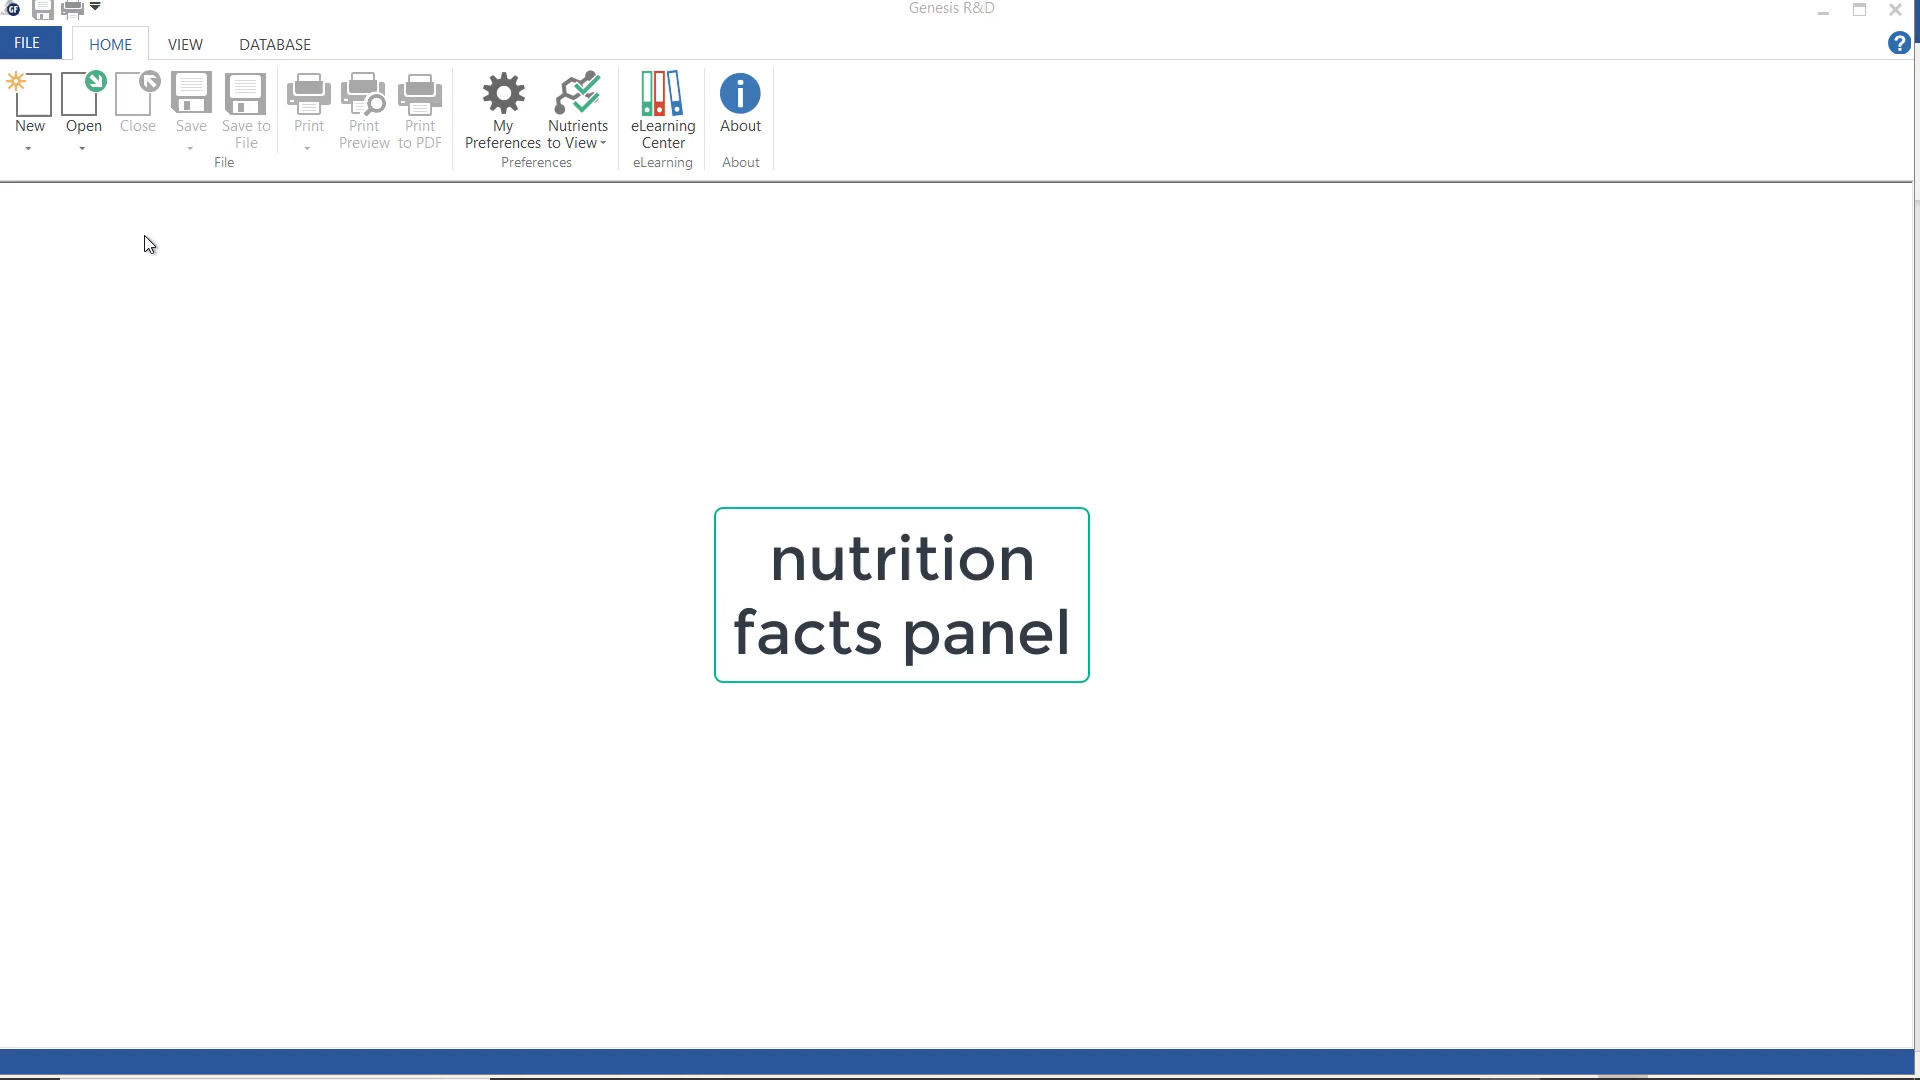 GF
Genesis R&D
FILE
HOME
VIEW
DATABASE
?
New
Open
Close
Save
Save to
File
Print
Print
Preview
Print
to PDF
File
My
Preferences
Nutrients
to View
Preferences
eLearning
Center
eLearning
About
About
nutrition
facts panel